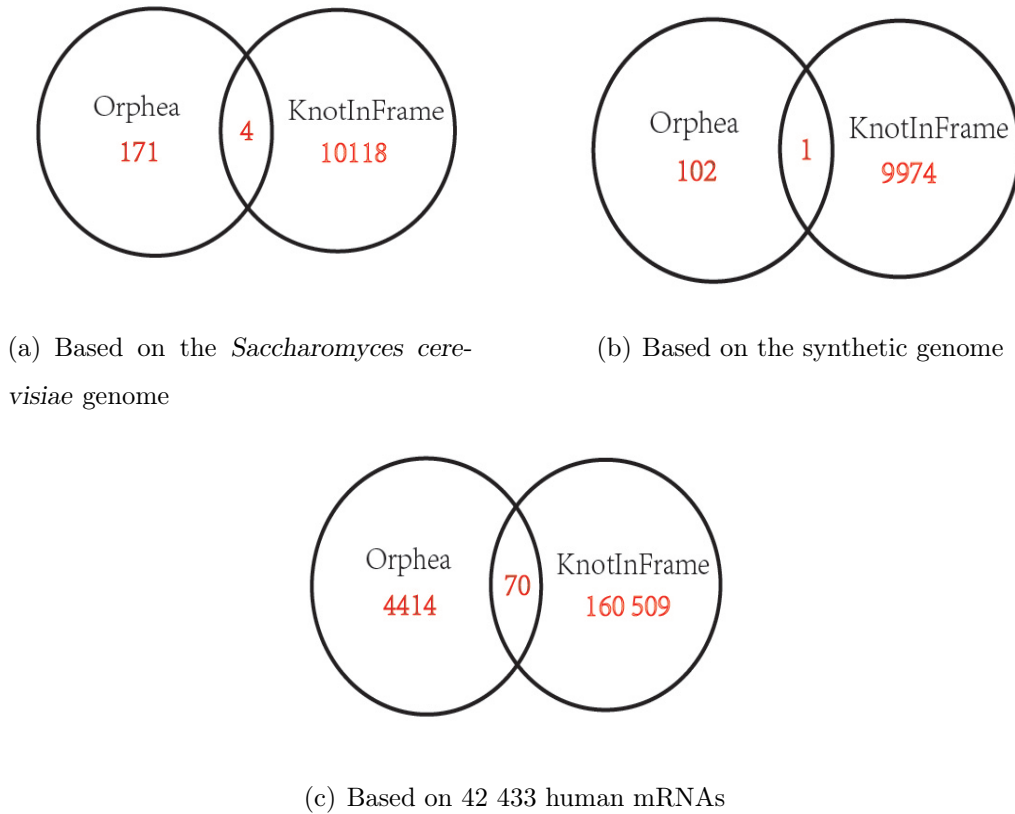 Orphea
171
4
KnotInFrame
10118
Orphea
102
1
KnotInFrame
9974
(a) Based on the Saccharomyces cere-
visiae genome
(b) Based on the synthetic genome
Orphea
4414
70
KnotInFrame
160 509
(c) Based on 42 433 human mRNAs